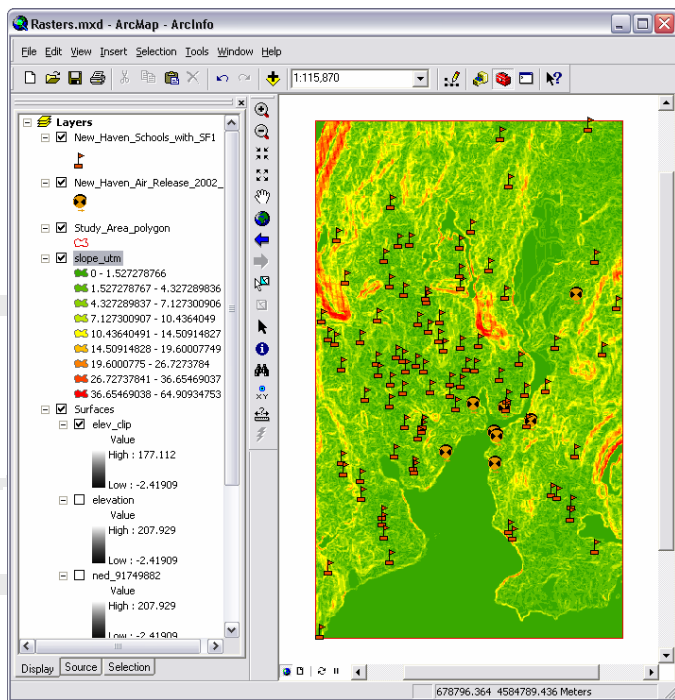 Rasters.mxd - ArcMap - ArcInfo
File Edit View Insert Selection Tools Window Help
1:115,870
Layers
New_Haven_Schools_with_SF1
New_Haven_Air_Release_2002_
Study_Area_polygon
slope_utm
0 - 1.527278766
1.527278767 - 4.327289836
4.327289837 - 7.127300906
7.127300907 - 10.4364049
10.43640491 - 14.50914827
14.50914828 - 19.60007749
19.6000775 - 26.7273784
26.72737841 - 36.65469037
36.65469038 - 64.90934753
Surfaces
elev_clip
Value
High : 177.112
Low : -2.41909
elevation
Value
High : 207.929
Low : -2.41909
ned_91749882
Value
High : 207.929
Low : -2.41909
XY
Display Source Selection
678796.364 4584789.436 Meters